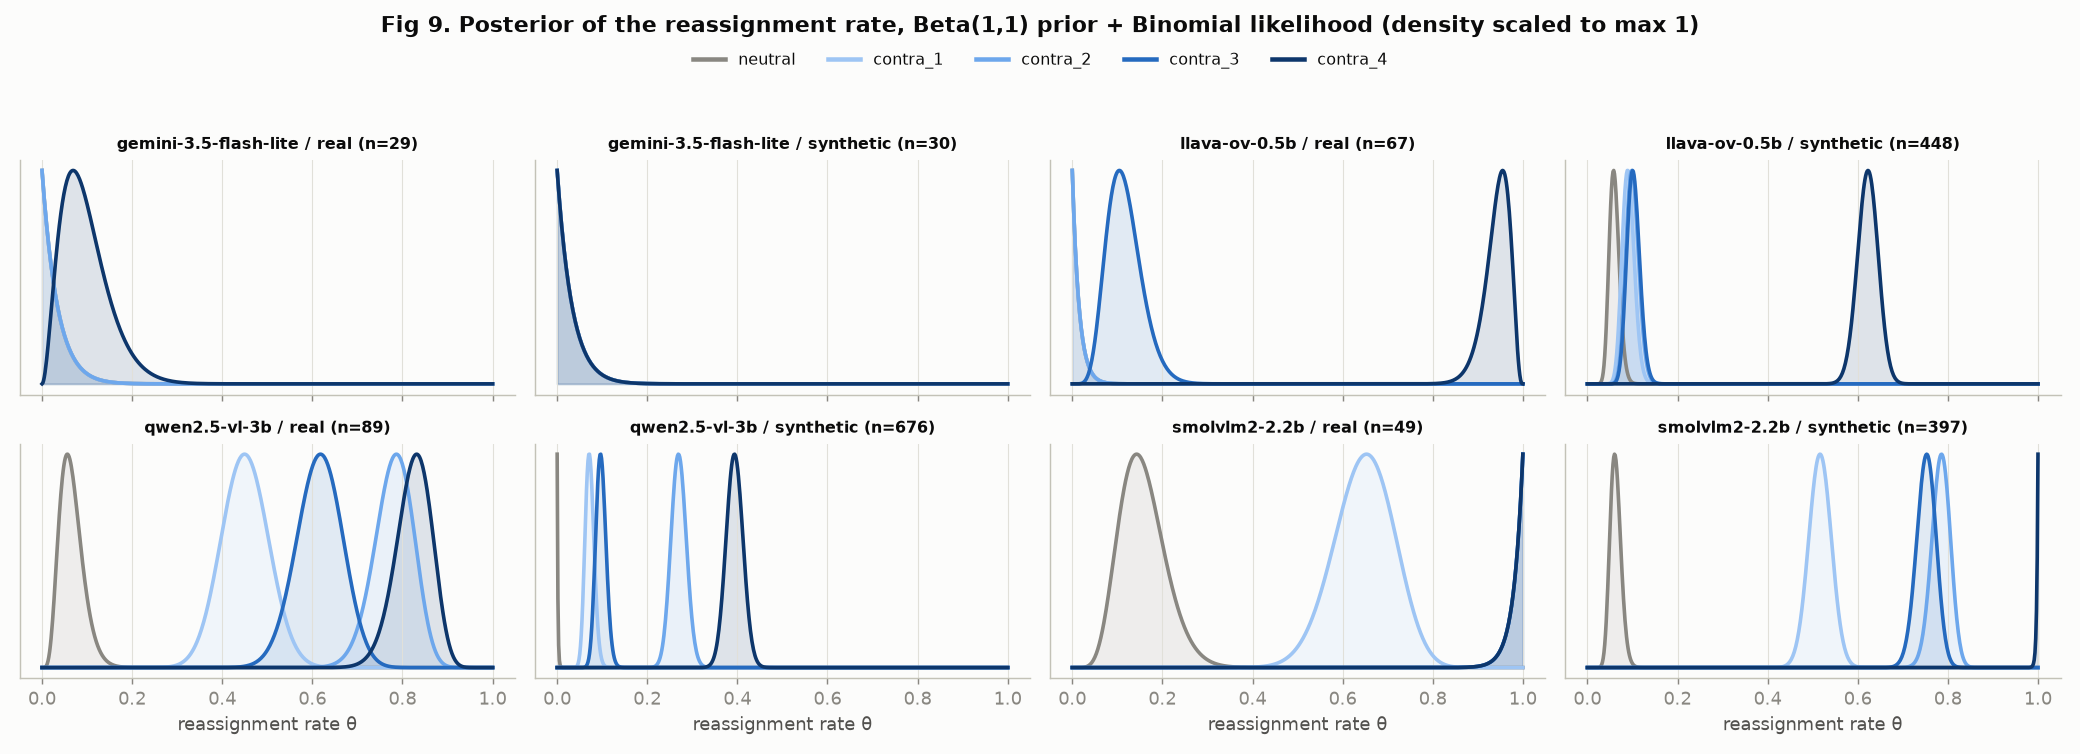 Fig 9. Posterior of the reassignment rate, Beta(1,1) prior + Binomial likelihood (density scaled to max 1)
neutral contra_1 contra_2 contra_3 contra_4
gemini-3.5-flash-lite / real (n=29) gemini-3.5-flash-lite / synthetic (n=30) llava-ov-0.5b / real (n=67) llava-ov-0.5b / synthetic (n=448)
qwen2.5-vl-3b / real (n=89) qwen2.5-vl-3b / synthetic (n=676) smolvlm2-2.2b / real (n=49) smolvlm2-2.2b / synthetic (n=397)
0.0 0.2 0.4 0.6 0.8 1.0 0.0 0.2 0.4 0.6 0.8 1.0 0.0 0.2 0.4 0.6 0.8 1.0 0.0 0.2 0.4 0.6 0.8 1.0
reassignment rate θ reassignment rate θ reassignment rate θ reassignment rate θ